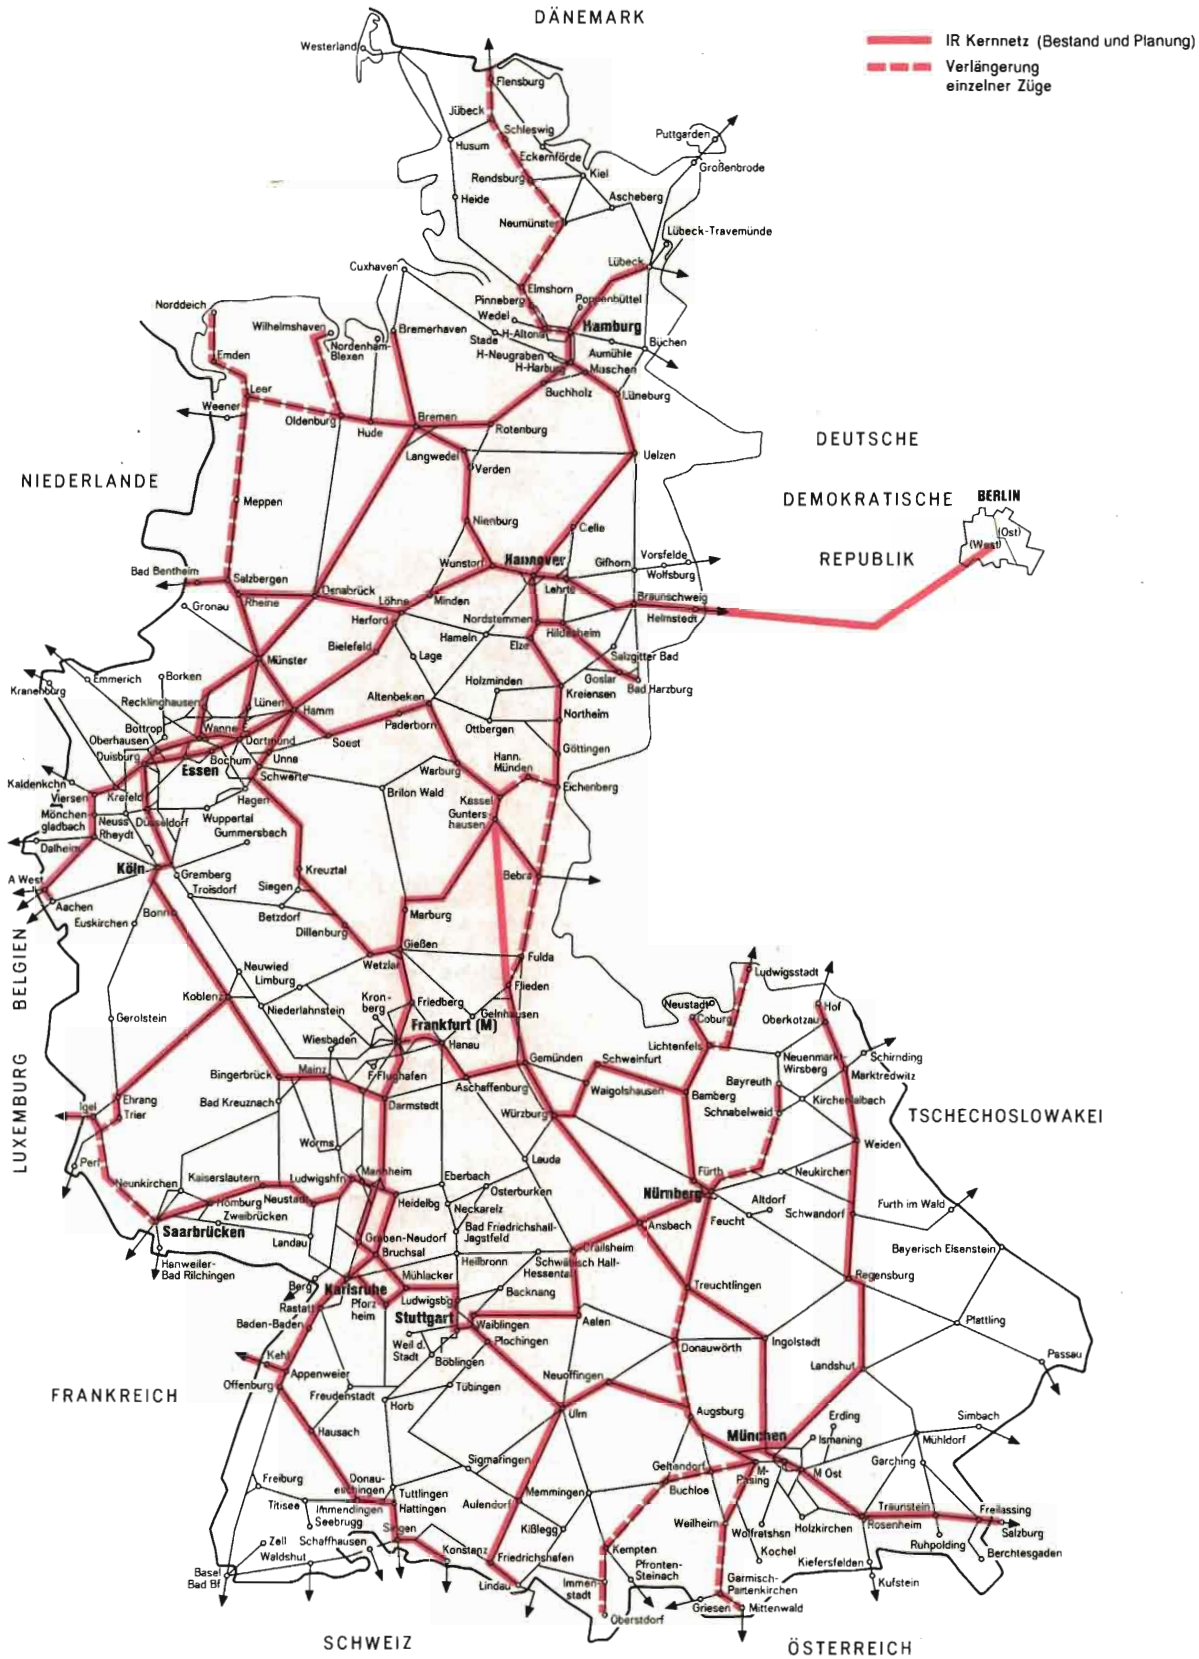 DÄNEMARK
IR Kernetz (Bestand und Planung)
Verlängerung
einzelner Züge
Westerland
Flensburg
Jübeck
Schleswig
Husum
Eckernförde
Puttgarden
Großenbrode
Rendsburg
Kiel
Heide
Ascheberg
Neumünster
Lübeck-Travemünde
Cuxhaven
Lübeck
Elmshorn
Pinneberg
Poppenbüttel
Norddeich
Wedel
Hamburg
Wilhelmshaven
Bremerhaven
Stade
H-Altona
Nordenham-
Blexen
H-Neugraben
Aumühle
Büchen
Emden
H-Harburg
Maschen
Leer
Buchholz
Lüneburg
Weener
Oldenburg
Hude
Bremen
Rotenburg
DEUTSCHE
Langwedel
Uelzen
Verden
NIEDERLANDE
DEMOKRATISCHE
BERLIN
Meppen
(Ost)
Nienburg
Celle
(West)
REPUBLIK
Wunstorf
Hannover
Gifhorn
Vorsfelde
Wolfsburg
Bad Bentheim
Salzbergen
Lehrte
Rheine
Osnabrück
Löhne
Minden
Braunschweig
Gronau
Herford
Nordstemmen
Helmstedt
Hameln
Hildesheim
Bielefeld
Elze
Lage
Münster
Salzgitter Bad
Goslar
Emmerich
Borken
Holzminden
Kreiensen
Bad Harzburg
Kranenburg
Recklinghausen
Lünen
Altenbeken
Hamm
Northeim
Bottrop
Wanne-E
Paderborn
Ottbergen
Oberhausen
Dortmund
Soest
Duisburg
Bochum
Unna
Hann.
Münden
Göttingen
Essen
Schwerte
Warburg
Kaldenkchn
Eichenberg
Viersen
Krefeld
Hagen
Brilon Wald
Kassel
Mönchen-
gladbach
Neuss
Düsseldorf
Wuppertal
Gunters
hausen
Gummersbach
Rheydt
Dalheim
Köln
Kreuztal
Bebra
Gremberg
A West
Troisdorf
Siegen
Aachen
Bonn
Betzdorf
Marburg
Euskirchen
Dillenburg
BELGIEN
Gießen
Wetzlar
Fulda
Neuwied
Limburg
Ludwigsstadt
Koblenz
Kron-
berg
Friedberg
Flieden
Neustadt
Hof
Niederlahnstein
Gelnhausen
Coburg
Oberkotzau
Gerolstein
Frankfurt (M)
Wiesbaden
Hanau
Lichtenfels
Gemünden
Schweinfurt
Neuenmarkt-
Wirsberg
Schirnding
Bingerbrück
Mainz
F-Flughafen
Marktredwitz
LUXEMBURG
Aschaffenburg
Waigolshausen
Bayreuth
Ehrang
Bad Kreuznach
Darmstadt
Bamberg
Kirchenlaibach
Igel
Trier
Würzburg
Schnabelwaid
TSCHECHOSLOWAKEI
Worms
Weiden
Perl
Lauda
Neunkirchen
Kaiserslautern
Ludwigshfn
Mannheim
Eberbach
Fürth
Neukirchen
Osterburken
Homburg
Neustadt
Heidelbg
Nürnberg
Altdorf
Furth im Wald
Zweibrücken
Neckarelz
Feucht
Schwandorf
Saarbrücken
Bad Friedrichshall-
Jagstfeld
Ansbach
Landau
Graben-Neudorf
Bruchsal
Crailsheim
Bayerisch Eisenstein
Hanweiler-
Bad Rilchingen
Heilbronn
Schwäbisch Hall-
Hessental
Mühlacker
Regensburg
Berg
Karlsruhe
Backnang
Treuchtlingen
Rastatt
Pforz
heim
Ludwigsbg
Baden-Baden
Stuttgart
Waiblingen
Aalen
Plattling
Weil d.
Stadt
Plochingen
Ingolstadt
Kehl
Böblingen
Donauwörth
Appenweier
Neuoffingen
Landshut
Passau
FRANKREICH
Offenburg
Freudenstadt
Tübingen
Horb
Ulm
Augsburg
Erding
Simbach
Hausach
München
Ismaning
Mühldorf
Sigmaringen
Geltendorf
M-
Pasing
M Ost
Garching
Freiburg
Donau-
eschingen
Buchloe
Tuttlingen
Memmingen
Titisee
Immendingen
Hattingen
Aulendorf
Traunstein
Freilassing
Seebrugg
Weilheim
Wolfratshsn
Holzkirchen
Rosenheim
Salzburg
Singen
Kißlegg
Zell
Schaffhausen
Ruhpolding
Kochel
Berchtesgaden
Waldshut
Konstanz
Kempten
Friedrichshafen
Kiefersfelden
Basel
Bad Bf
Pfronten-
Steinach
Lindau
Immen-
stadt
Garmisch-
Partenkirchen
Kufstein
Griesen
Mittenwald
Oberstdorf
SCHWEIZ
ÖSTERREICH